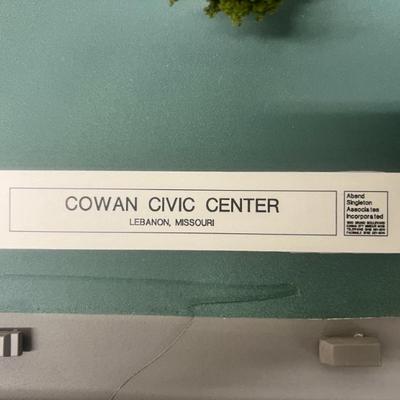 COWAN CIVIC CENTER
LEBANON, MISSOURI
Abend
Singleton
Associates
Incorporated